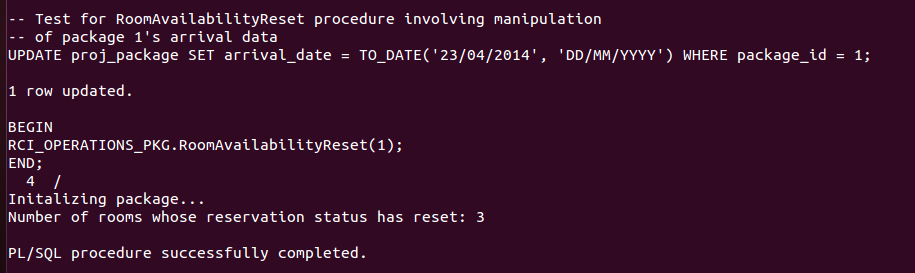 -- Test for RoomAvailabilityReset procedure involving manipulation
-- of package 1's arrival data
UPDATE proj_package SET arrival_date = TO_DATE('23/04/2014', 'DD/MM/YYYY') WHERE package_id = 1;
1 row updated.
BEGIN
RCI_OPERATIONS_PKG.RoomAvailabilityReset(1);
END;
4 /
Initalizing package...
Number of rooms whose reservation status has reset: 3
PL/SQL procedure successfully completed.